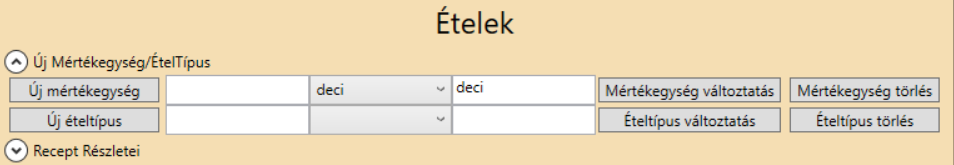 Ételek
Új Mértékegység/ÉtelTípus
Új mértékegység deci deci Mértékegység változtatás Mértékegység törlés
Új ételtípus Ételtípus változtatás Ételtípus törlés
Recept Részletei